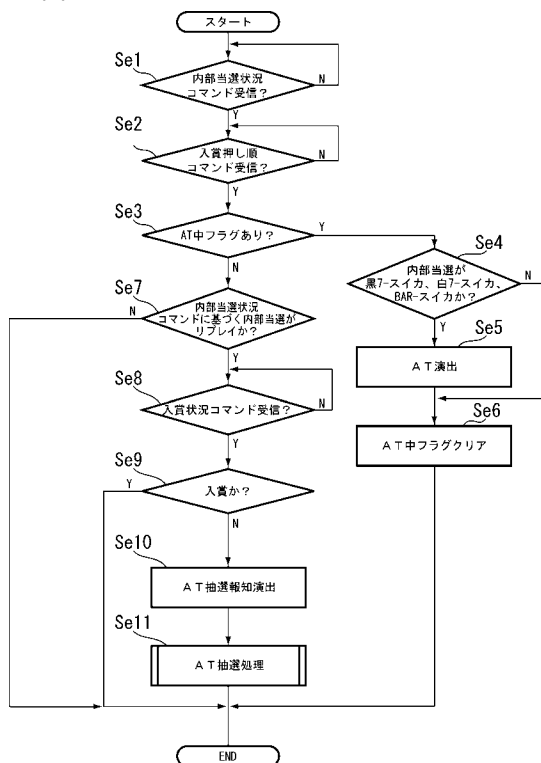 スタート
Se1
内部当選状況
コマンド受信？
N
Y
Se2
入賞押し順
コマンド受信？
N
Y
Se3
AT中フラグあり？
Y
N
Se4
内部当選が
黒7-スイカ、白7-スイカ、
BAR-スイカか？
N
Y
Se5
ＡＴ演出
Se6
ＡＴ中フラグクリア
Se7
内部当選状況
コマンドに基づく内部当選が
リプレイか？
N
Y
Se8
入賞状況コマンド受信？
N
Y
Se9
入賞か？
Y
N
Se10
ＡＴ抽選報知演出
Se11
ＡＴ抽選処理
END